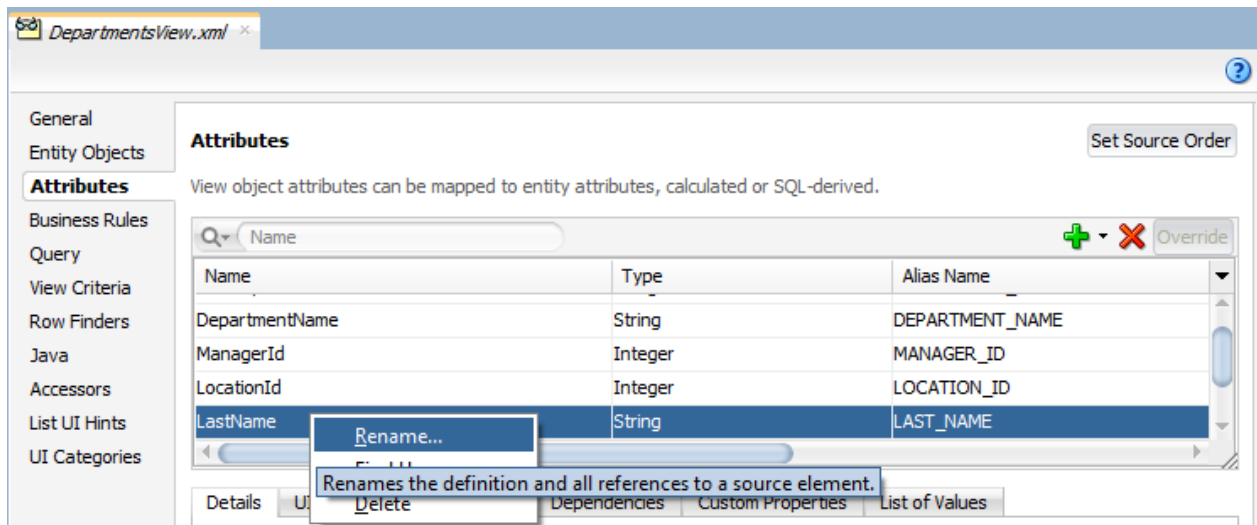 DepartmentsView.xml
General
Entity Objects
Attributes
Business Rules
Query
View Criteria
Row Finders
Java
Accessors
List UI Hints
UI Categories
Attributes
Set Source Order
View object attributes can be mapped to entity attributes, calculated or SQL-derived.
Name
Override
Name Type Alias Name
DepartmentName String DEPARTMENT_NAME
ManagerId Integer MANAGER_ID
LocationId Integer LOCATION_ID
LastName String LAST_NAME
Rename...
Renames the definition and all references to a source element.
Delete
Details Dependencies Custom Properties List of Values